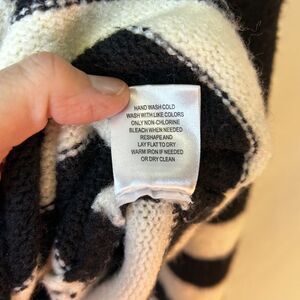 HAND WASH COLD
WASH WITH LIKE COLORS
ONLY NON-CHLORINE
BLEACH WHEN NEEDED
RESHAPE AND
LAY FLAT TO DRY
WARM IRON IF NEEDED
OR DRY CLEAN